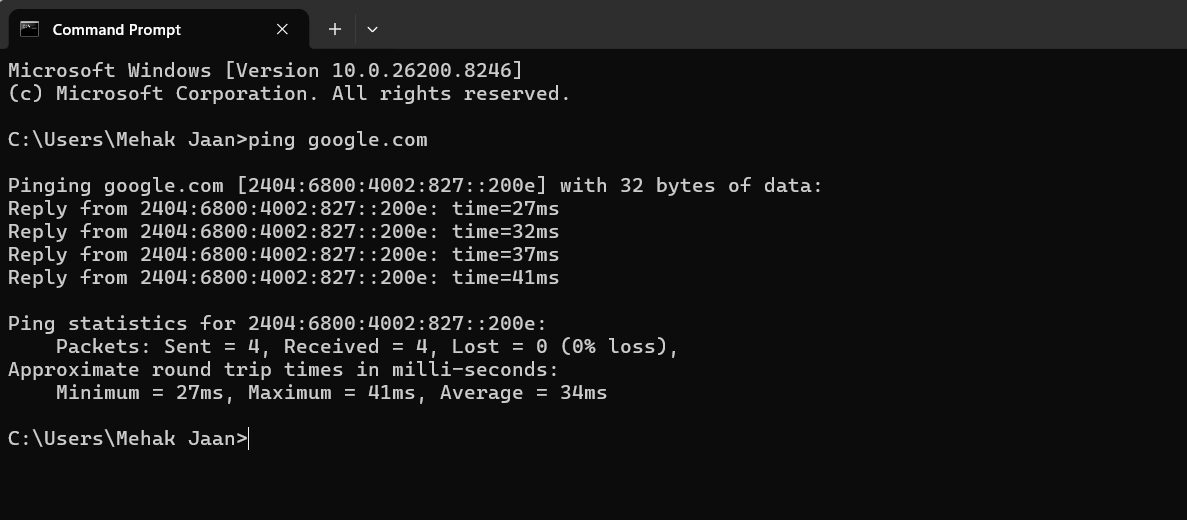 Command Prompt
Microsoft Windows [Version 10.0.26200.8246]
(c) Microsoft Corporation. All rights reserved.
C:\Users\Mehak Jaan>ping google.com
Pinging google.com [2404:6800:4002:827::200e] with 32 bytes of data:
Reply from 2404:6800:4002:827::200e: time=27ms
Reply from 2404:6800:4002:827::200e: time=32ms
Reply from 2404:6800:4002:827::200e: time=37ms
Reply from 2404:6800:4002:827::200e: time=41ms
Ping statistics for 2404:6800:4002:827::200e:
    Packets: Sent = 4, Received = 4, Lost = 0 (0% loss),
Approximate round trip times in milli-seconds:
    Minimum = 27ms, Maximum = 41ms, Average = 34ms
C:\Users\Mehak Jaan>